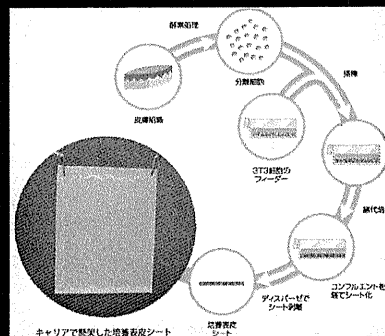 酵素処理
分離細胞
播種
皮膚組織
3T3細胞の
フィーダー
継代培
コンフルエントを
経てシート化
ディスパーゼで
シート剥離
培養表皮
シート
キャリアで懸架した培養表皮シート